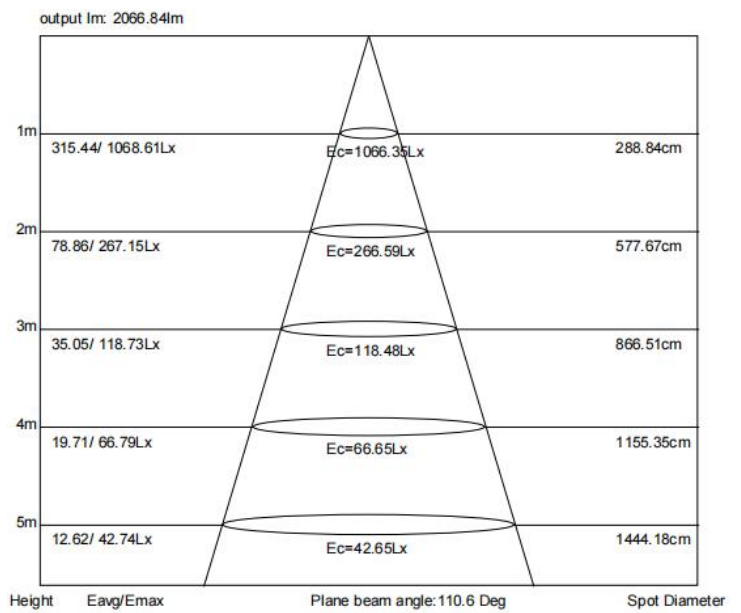 output lm: 2066.84lm
1m
315.44/ 1068.61Lx
Ec=1066.35Lx
288.84cm
2m
78.86/ 267.15Lx
Ec=266.59Lx
577.67cm
3m
35.05/ 118.73Lx
Ec=118.48Lx
866.51cm
4m
19.71/ 66.79Lx
Ec=66.65Lx
1155.35cm
5m
12.62/ 42.74Lx
Ec=42.65Lx
1444.18cm
Height Eavg/Emax Plane beam angle:110.6 Deg Spot Diameter